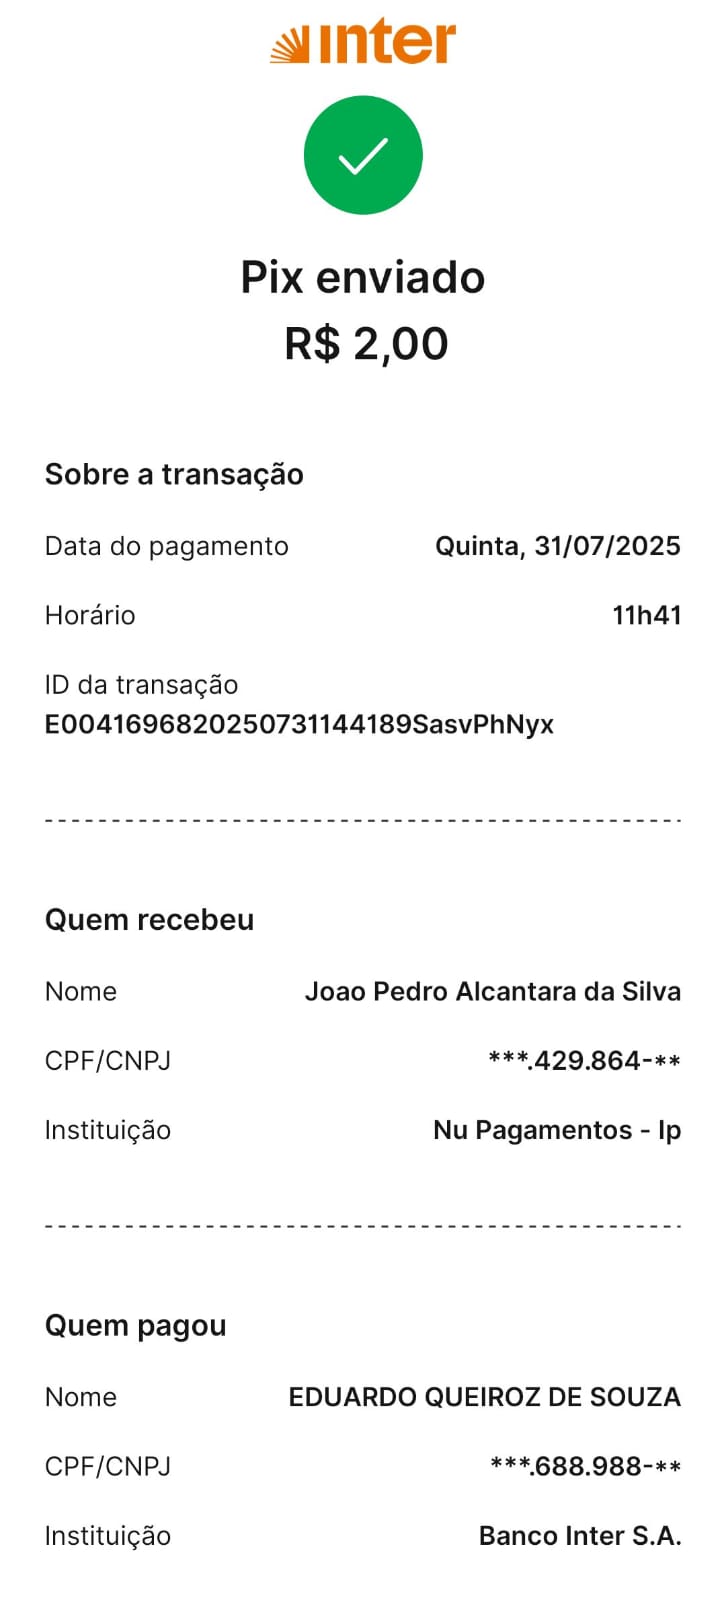 inter
Pix enviado
R$ 2,00
Sobre a transação
Data do pagamento Quinta, 31/07/2025
Horário 11h41
ID da transação
E0041696820250731144189SasvPhNyx
Quem recebeu
Nome Joao Pedro Alcantara da Silva
CPF/CNPJ ***.429.864-**
Instituição Nu Pagamentos - Ip
Quem pagou
Nome EDUARDO QUEIROZ DE SOUZA
CPF/CNPJ ***.688.988-**
Instituição Banco Inter S.A.